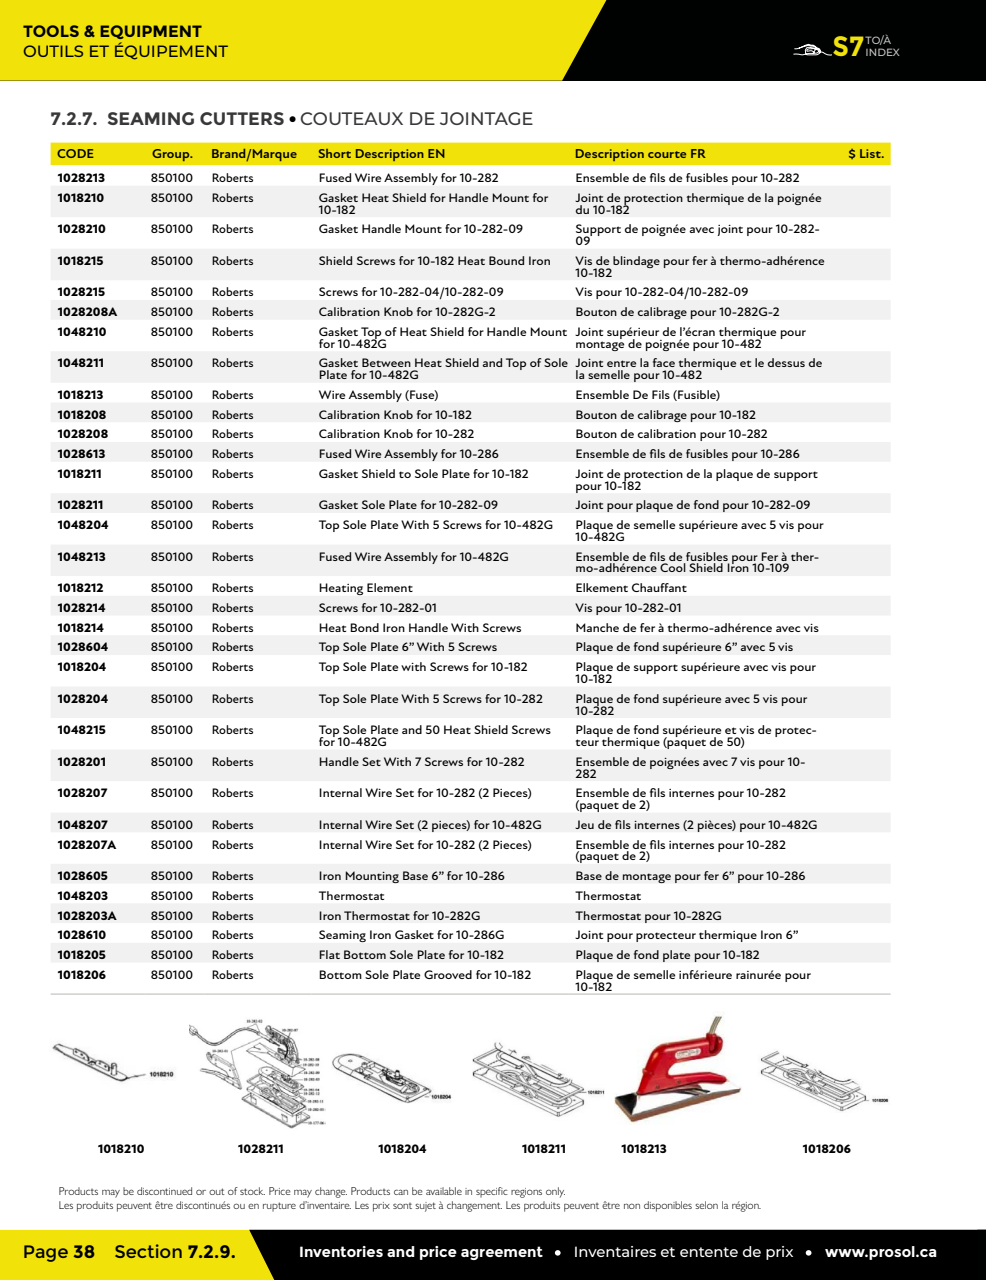 TOOLS & EQUIPMENT
OUTILS ET ÉQUIPEMENT
S7 TO/À INDEX
7.2.7. SEAMING CUTTERS • COUTEAUX DE JOINTAGE
CODE Group. Brand/Marque Short Description EN Description courte FR $ List.
1028213 850100 Roberts Fused Wire Assembly for 10-282 Ensemble de fils de fusibles pour 10-282
1018210 850100 Roberts Gasket Heat Shield for Handle Mount for Joint de protection thermique de la poignée
10-182 du 10-182
1028210 850100 Roberts Gasket Handle Mount for 10-282-09 Support de poignée avec joint pour 10-282-
09
1018215 850100 Roberts Shield Screws for 10-182 Heat Bound Iron Vis de blindage pour fer à thermo-adhérence
10-182
1028215 850100 Roberts Screws for 10-282-04/10-282-09 Vis pour 10-282-04/10-282-09
1028208A 850100 Roberts Calibration Knob for 10-282G-2 Bouton de calibrage pour 10-282G-2
1048210 850100 Roberts Gasket Top of Heat Shield for Handle Mount Joint supérieur de l'écran thermique pour
for 10-482G montage de poignée pour 10-482
1048211 850100 Roberts Gasket Between Heat Shield and Top of Sole Joint entre la face thermique et le dessus de
Plate for 10-482G la semelle pour 10-482
1018213 850100 Roberts Wire Assembly (Fuse) Ensemble De Fils (Fusible)
1018208 850100 Roberts Calibration Knob for 10-182 Bouton de calibrage pour 10-182
1028208 850100 Roberts Calibration Knob for 10-282 Bouton de calibration pour 10-282
1028613 850100 Roberts Fused Wire Assembly for 10-286 Ensemble de fils de fusibles pour 10-286
1018211 850100 Roberts Gasket Shield to Sole Plate for 10-182 Joint de protection de la plaque de support
pour 10-182
1028211 850100 Roberts Gasket Sole Plate for 10-282-09 Joint pour plaque de fond pour 10-282-09
1048204 850100 Roberts Top Sole Plate With 5 Screws for 10-482G Plaque de semelle supérieure avec 5 vis pour
10-482G
1048213 850100 Roberts Fused Wire Assembly for 10-482G Ensemble de fils de fusibles pour Fer à ther-
mo-adhérence Cool Shield Iron 10-109
1018212 850100 Roberts Heating Element Elkement Chauffant
1028214 850100 Roberts Screws for 10-282-01 Vis pour 10-282-01
1018214 850100 Roberts Heat Bond Iron Handle With Screws Manche de fer à thermo-adhérence avec vis
1028604 850100 Roberts Top Sole Plate 6” With 5 Screws Plaque de fond supérieure 6” avec 5 vis
1018204 850100 Roberts Top Sole Plate with Screws for 10-182 Plaque de support supérieure avec vis pour
10-182
1028204 850100 Roberts Top Sole Plate With 5 Screws for 10-282 Plaque de fond supérieure avec 5 vis pour
10-282
1048215 850100 Roberts Top Sole Plate and 50 Heat Shield Screws Plaque de fond supérieure et vis de protec-
for 10-482G teur thermique (paquet de 50)
1028201 850100 Roberts Handle Set With 7 Screws for 10-282 Ensemble de poignées avec 7 vis pour 10-
282
1028207 850100 Roberts Internal Wire Set for 10-282 (2 Pieces) Ensemble de fils internes pour 10-282
(paquet de 2)
1048207 850100 Roberts Internal Wire Set (2 pieces) for 10-482G Jeu de fils internes (2 pièces) pour 10-482G
1028207A 850100 Roberts Internal Wire Set for 10-282 (2 Pieces) Ensemble de fils internes pour 10-282
(paquet de 2)
1028605 850100 Roberts Iron Mounting Base 6” for 10-286 Base de montage pour fer 6” pour 10-286
1048203 850100 Roberts Thermostat Thermostat
1028203A 850100 Roberts Iron Thermostat for 10-282G Thermostat pour 10-282G
1028610 850100 Roberts Seaming Iron Gasket for 10-286G Joint pour protecteur thermique Iron 6”
1018205 850100 Roberts Flat Bottom Sole Plate for 10-182 Plaque de fond plate pour 10-182
1018206 850100 Roberts Bottom Sole Plate Grooved for 10-182 Plaque de semelle inférieure rainurée pour
10-182
1018210 1018204 1018211 1018206
1018210 1028211 1018204 1018211 1018213 1018206
Products may be discontinued or out of stock. Price may change. Products can be available in specific regions only.
Les produits peuvent être discontinués ou en rupture d'inventaire. Les prix sont sujet à changement. Les produits peuvent être non disponibles selon la région.
Page 38 Section 7.2.9. Inventories and price agreement • Inventaires et entente de prix • www.prosol.ca